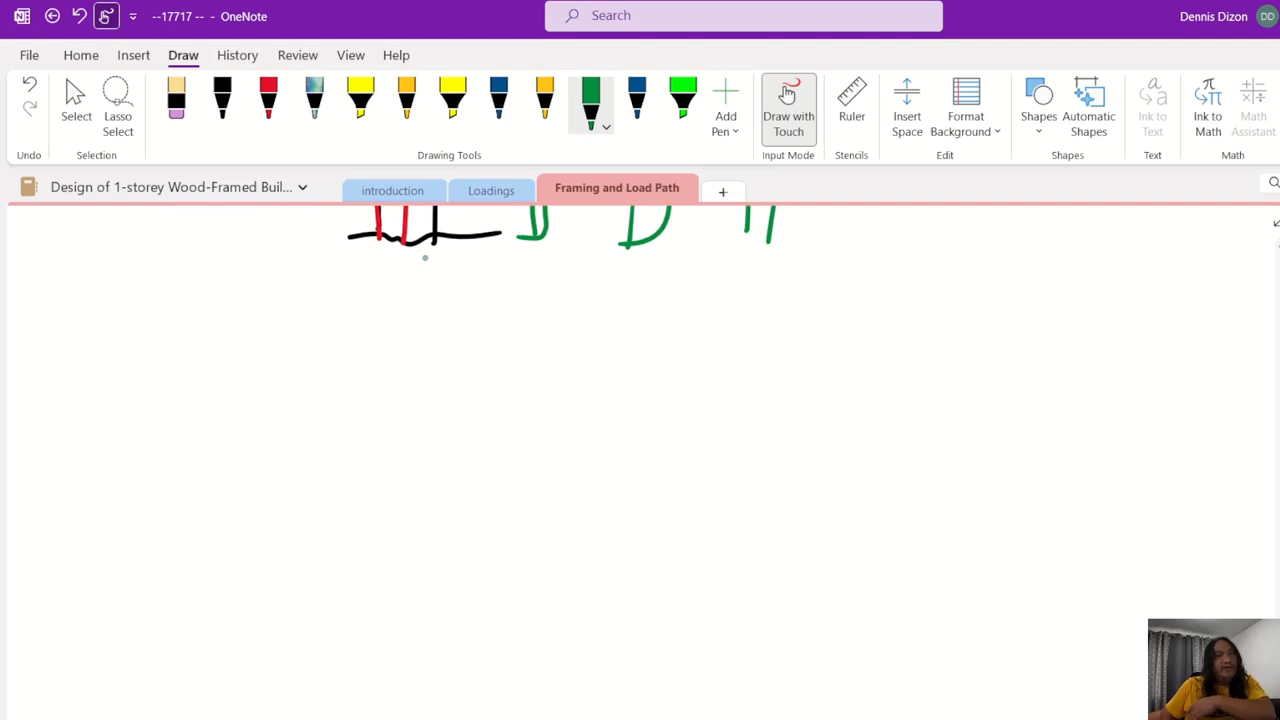 --17717 -- - OneNote
Search
Dennis Dizon
DD
File Home Insert Draw History Review View Help
Select
Lasso Select
Add Pen
Draw with Touch
Ruler
Insert Space
Format Background
Shapes
Automatic Shapes
Ink to Text
Ink to Math
Math Assistant
Undo
Selection
Drawing Tools
Input Mode
Stencils
Edit
Shapes
Text
Math
Design of 1-storey Wood-Framed Buil...
introduction
Loadings
Framing and Load Path
+